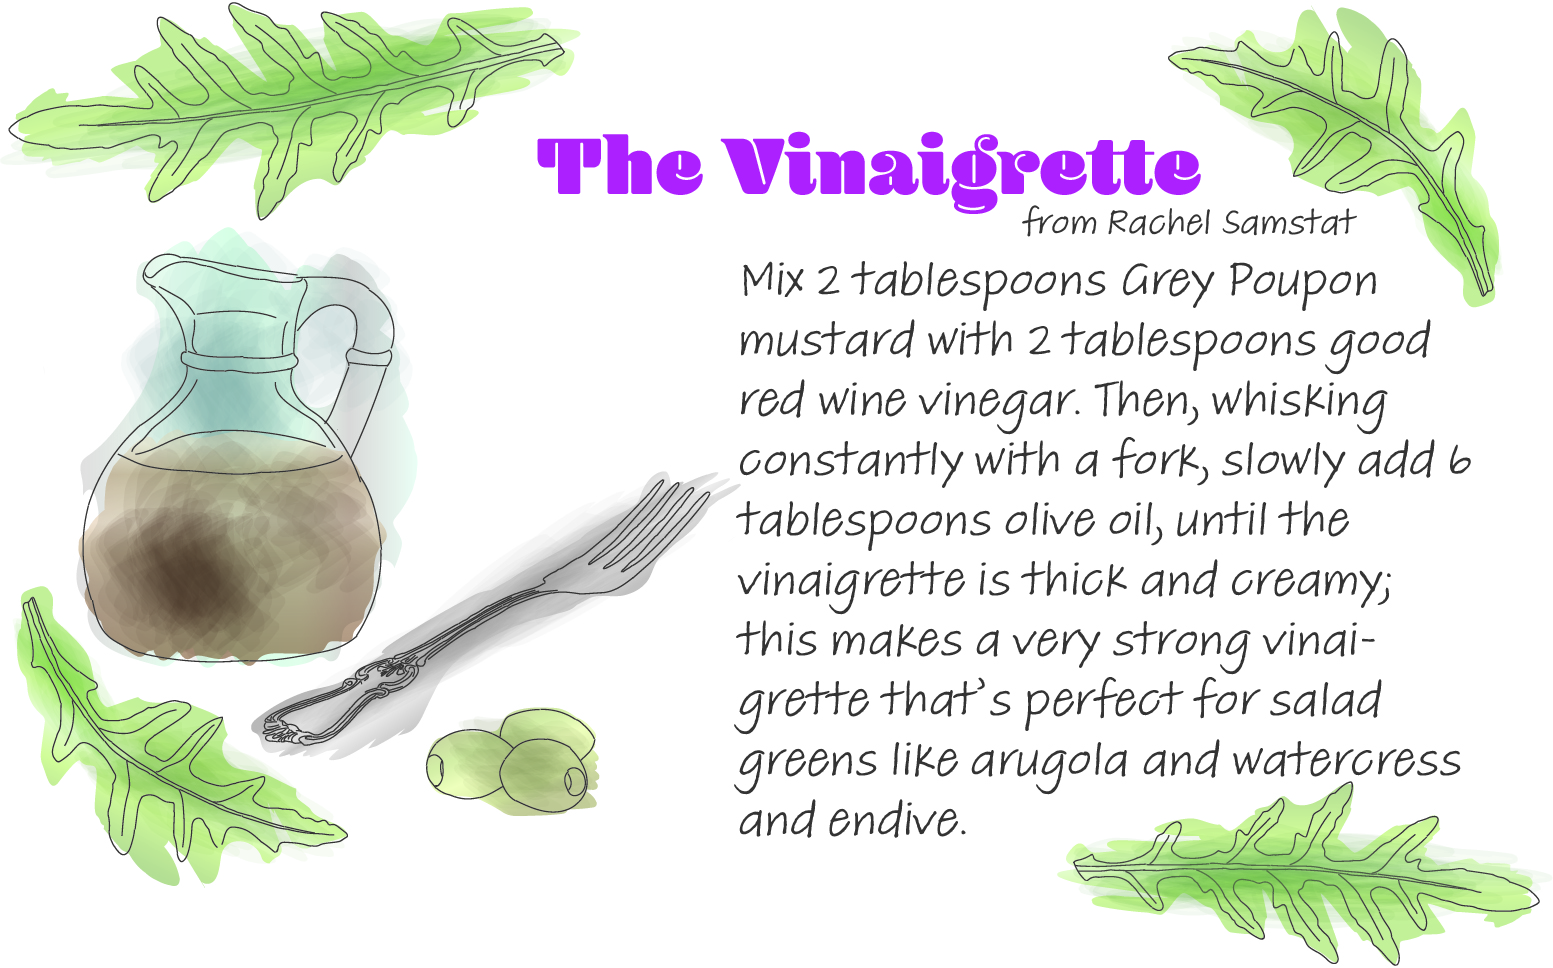 The Vinaigrette
from Rachel Samstat
Mix 2 tablespoons Grey Poupon
mustard with 2 tablespoons good
red wine vinegar. Then, whisking
constantly with a fork, slowly add 6
tablespoons olive oil, until the
vinaigrette is thick and creamy;
this makes a very strong vinai-
grette that's perfect for salad
greens like arugola and watercress
and endive.